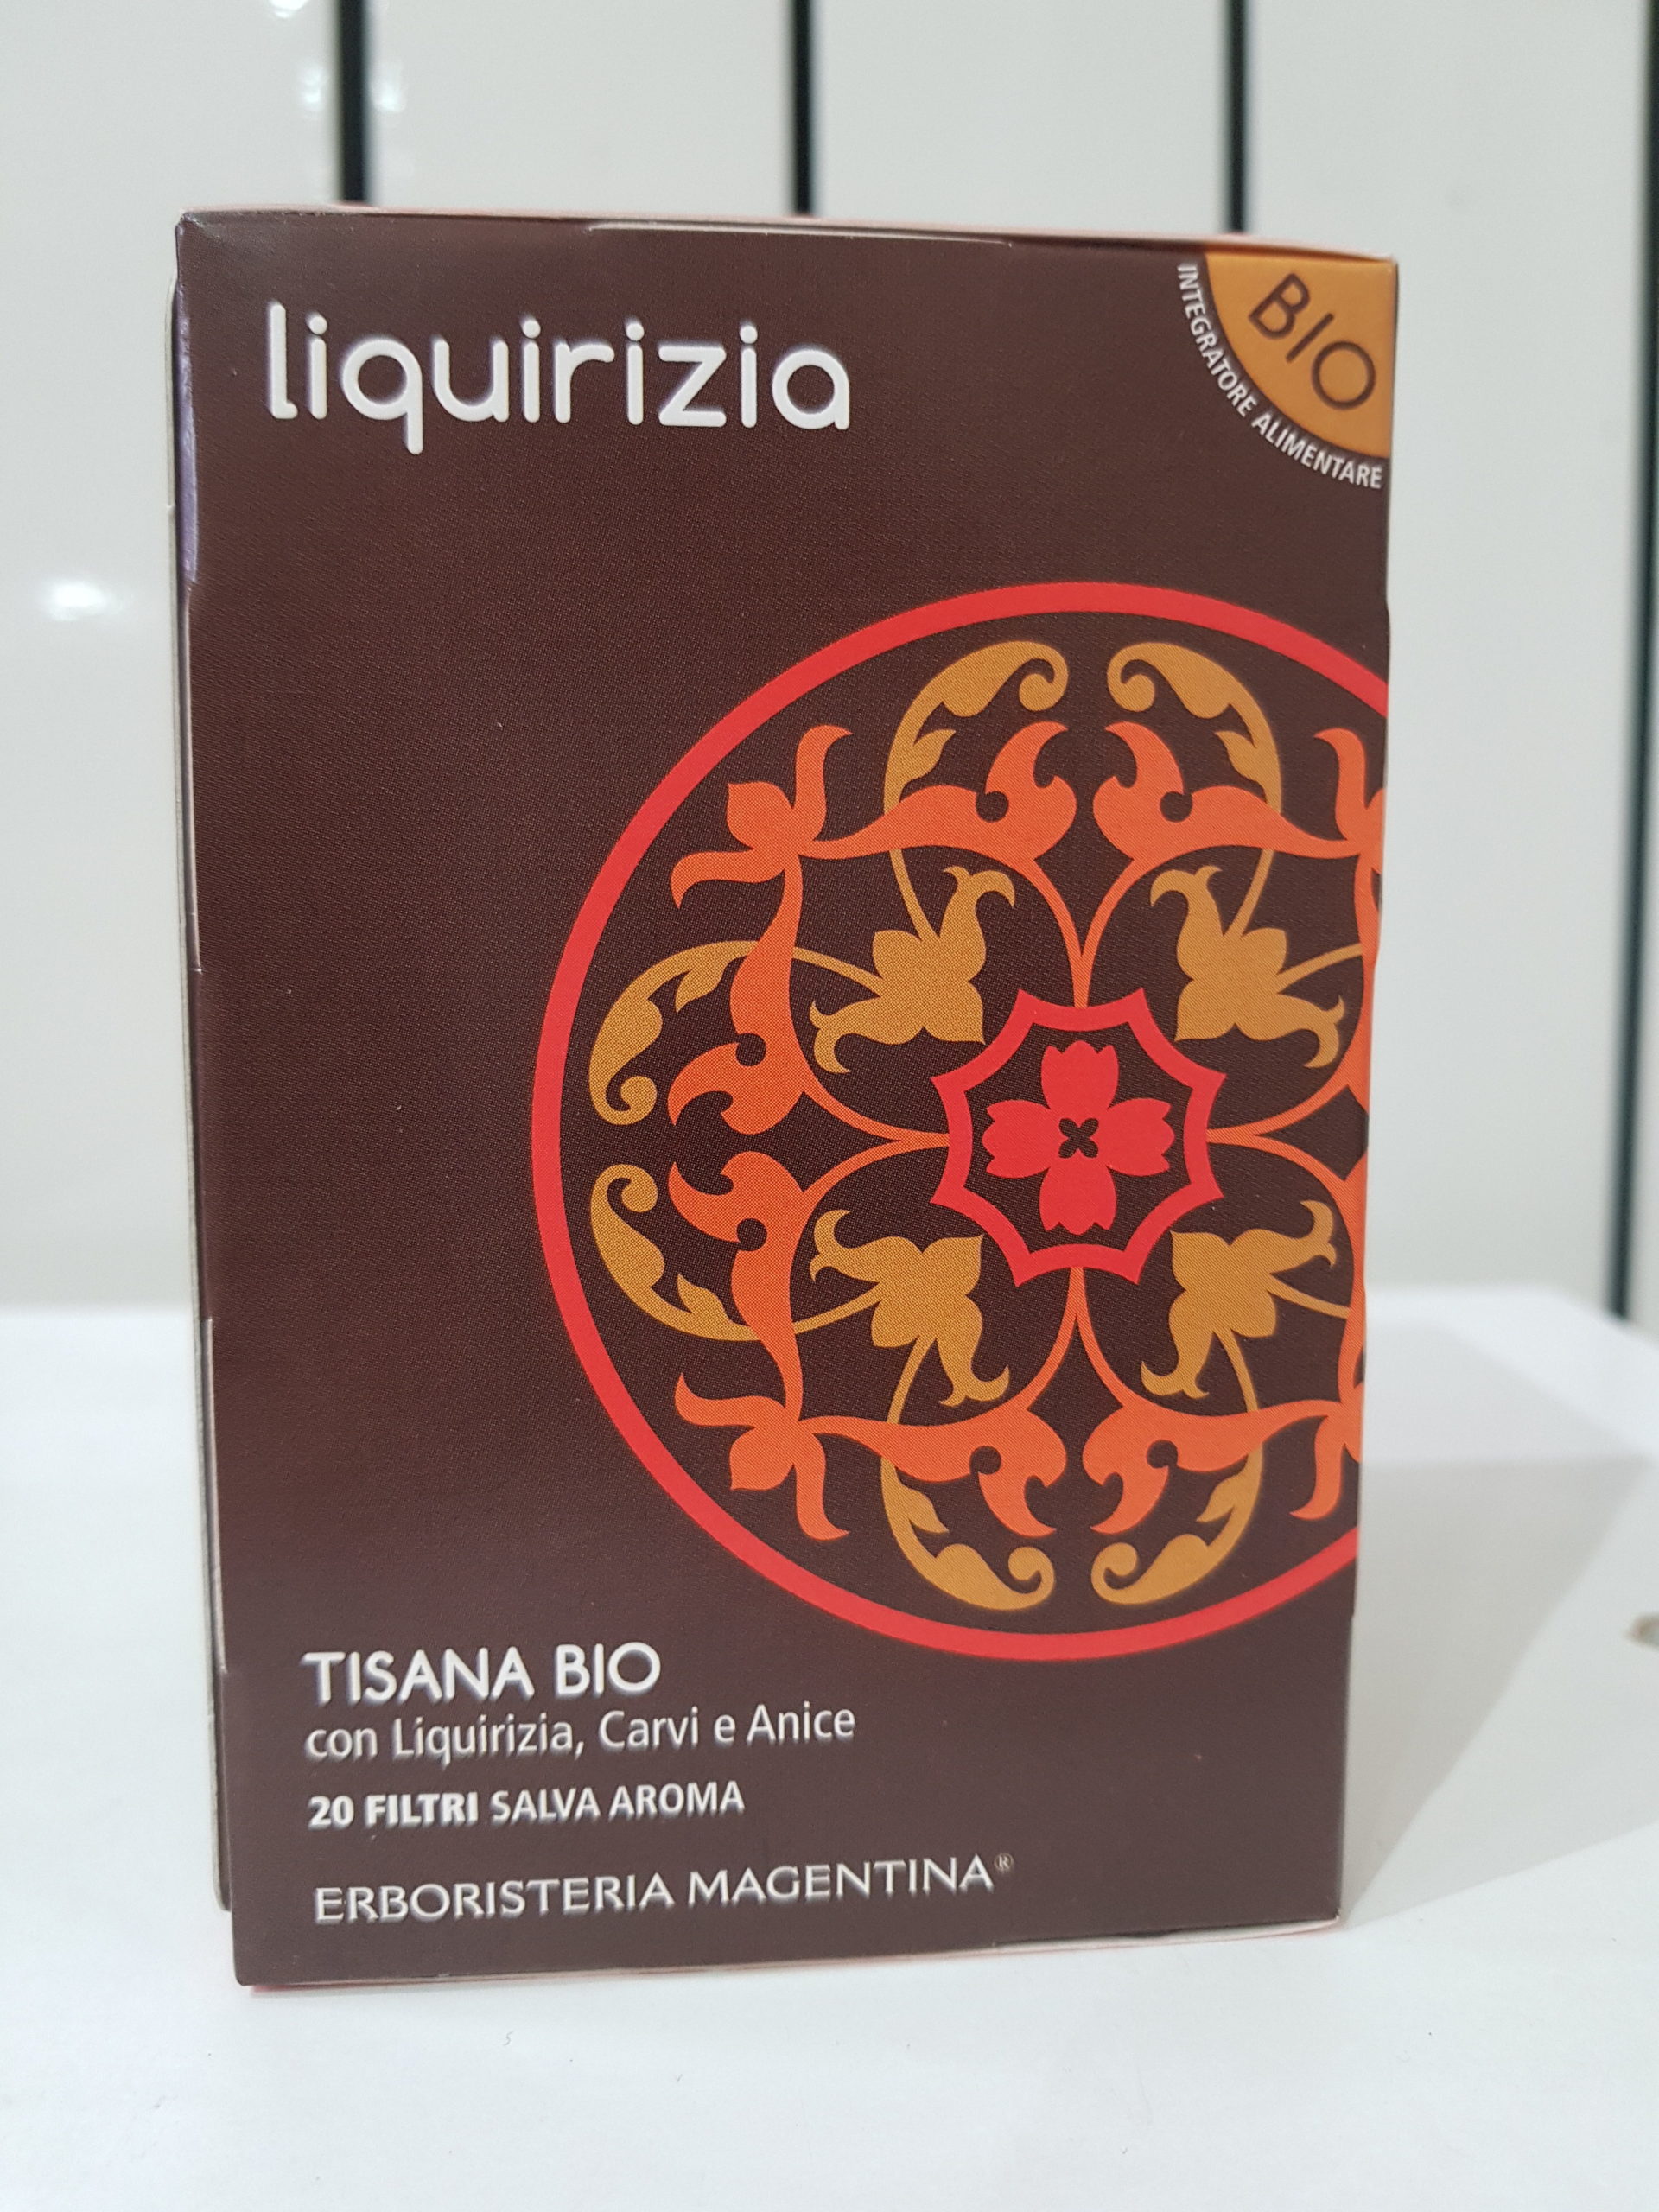 liquirizia
BIO
INTEGRATORE ALIMENTARE
TISANA BIO
con Liquirizia, Carvi e Anice
20 FILTRI SALVA AROMA
ERBORISTERIA MAGENTINA®